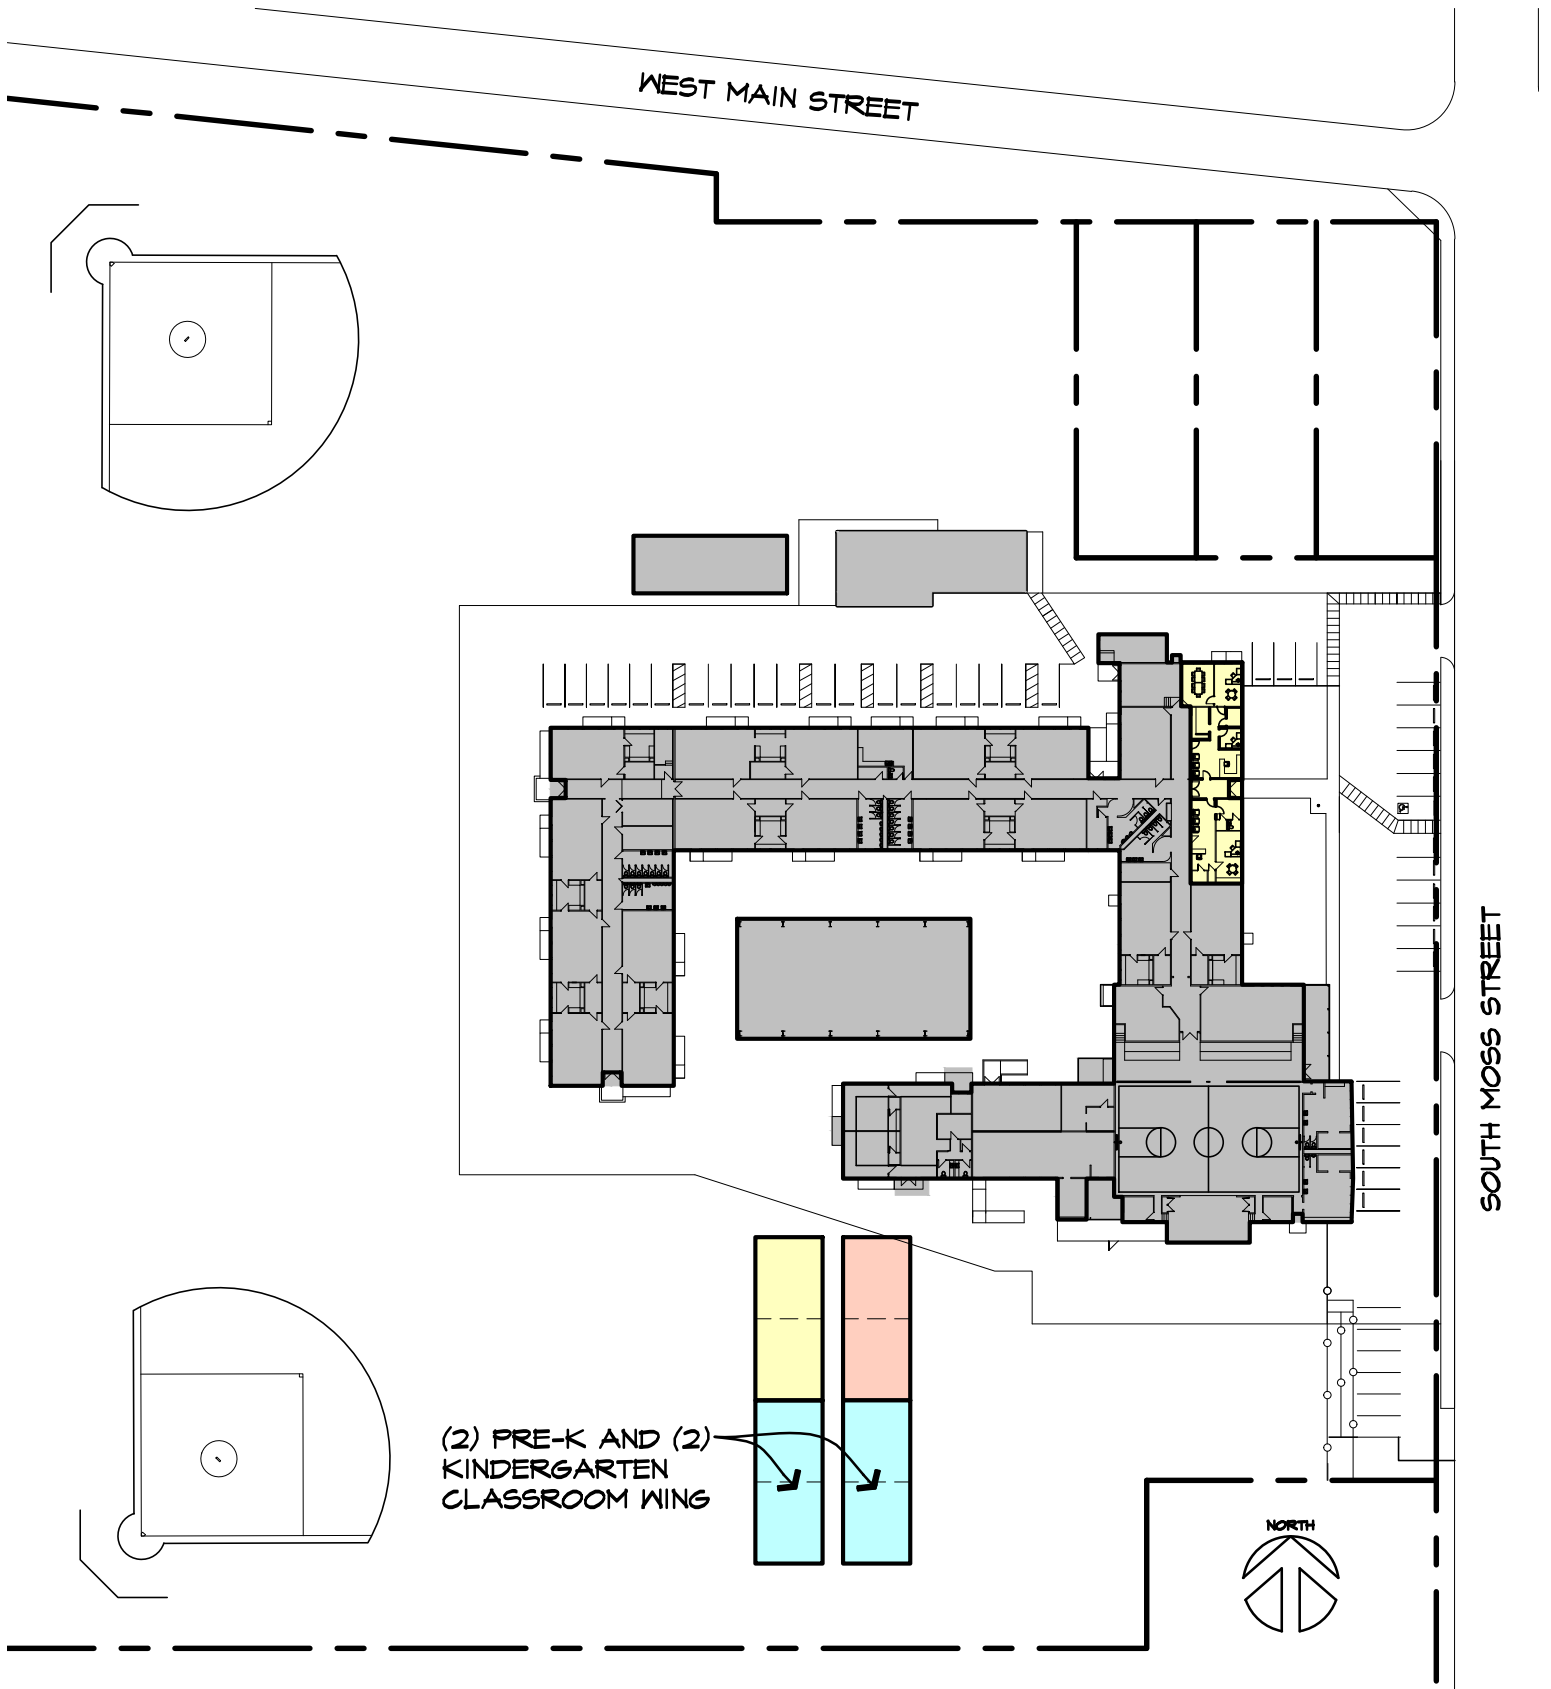 WEST MAIN STREET
SOUTH MOSS STREET
(2) PRE-K AND (2)
KINDERGARTEN
CLASSROOM WING
NORTH